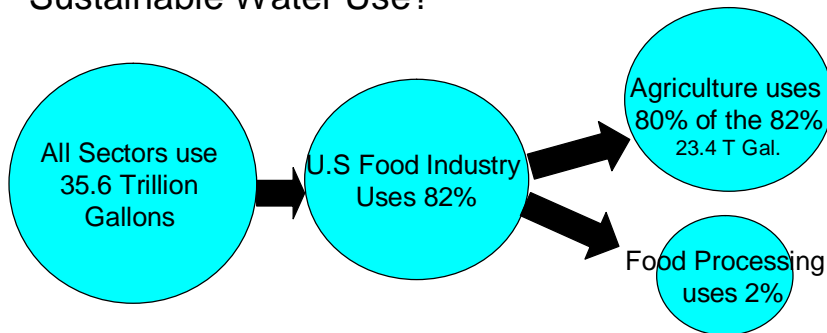 Sustainable Water Use?
All Sectors use
35.6 Trillion
Gallons
U.S Food Industry
Uses 82%
Agriculture uses
80% of the 82%
23.4 T Gal.
Food Processing
uses 2%